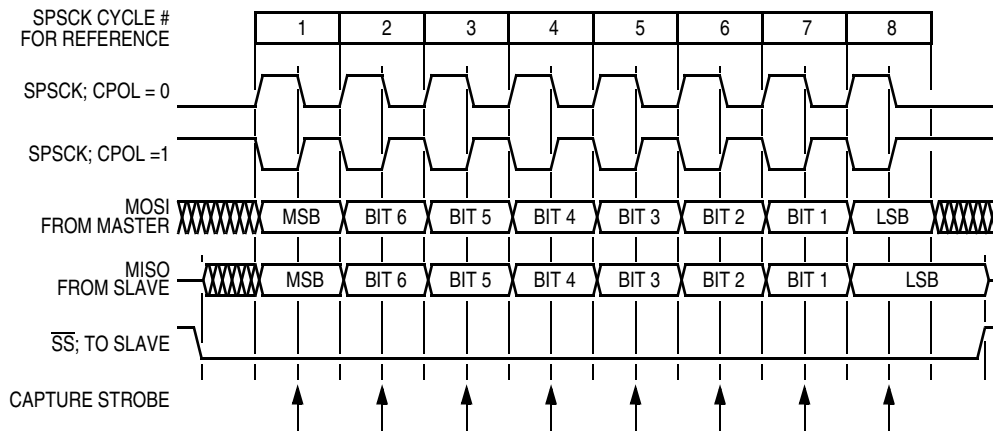 SPSCK CYCLE #
FOR REFERENCE
1 2 3 4 5 6 7 8
SPSCK; CPOL = 0
SPSCK; CPOL =1
MOSI
FROM MASTER
MSB BIT 6 BIT 5 BIT 4 BIT 3 BIT 2 BIT 1 LSB
MISO
FROM SLAVE
MSB BIT 6 BIT 5 BIT 4 BIT 3 BIT 2 BIT 1 LSB
SS; TO SLAVE
CAPTURE STROBE